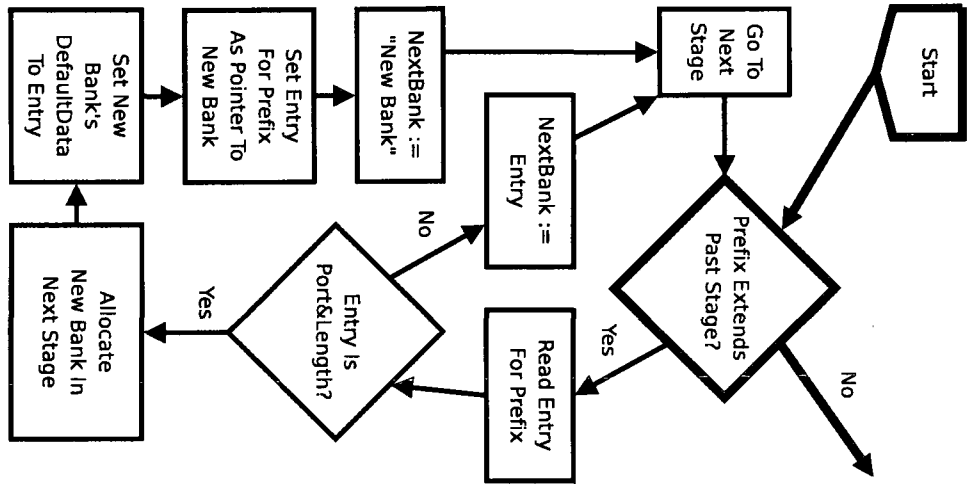 Start
Go To
Next
Stage
Prefix Extends
Past Stage?
No
Yes
Read Entry
For Prefix
Entry Is
Port&Length?
No
NextBank :=
Entry
Yes
Allocate
New Bank In
Next Stage
Set New
Bank's
DefaultData
To Entry
Set Entry
For Prefix
As Pointer To
New Bank
NextBank :=
"New Bank"